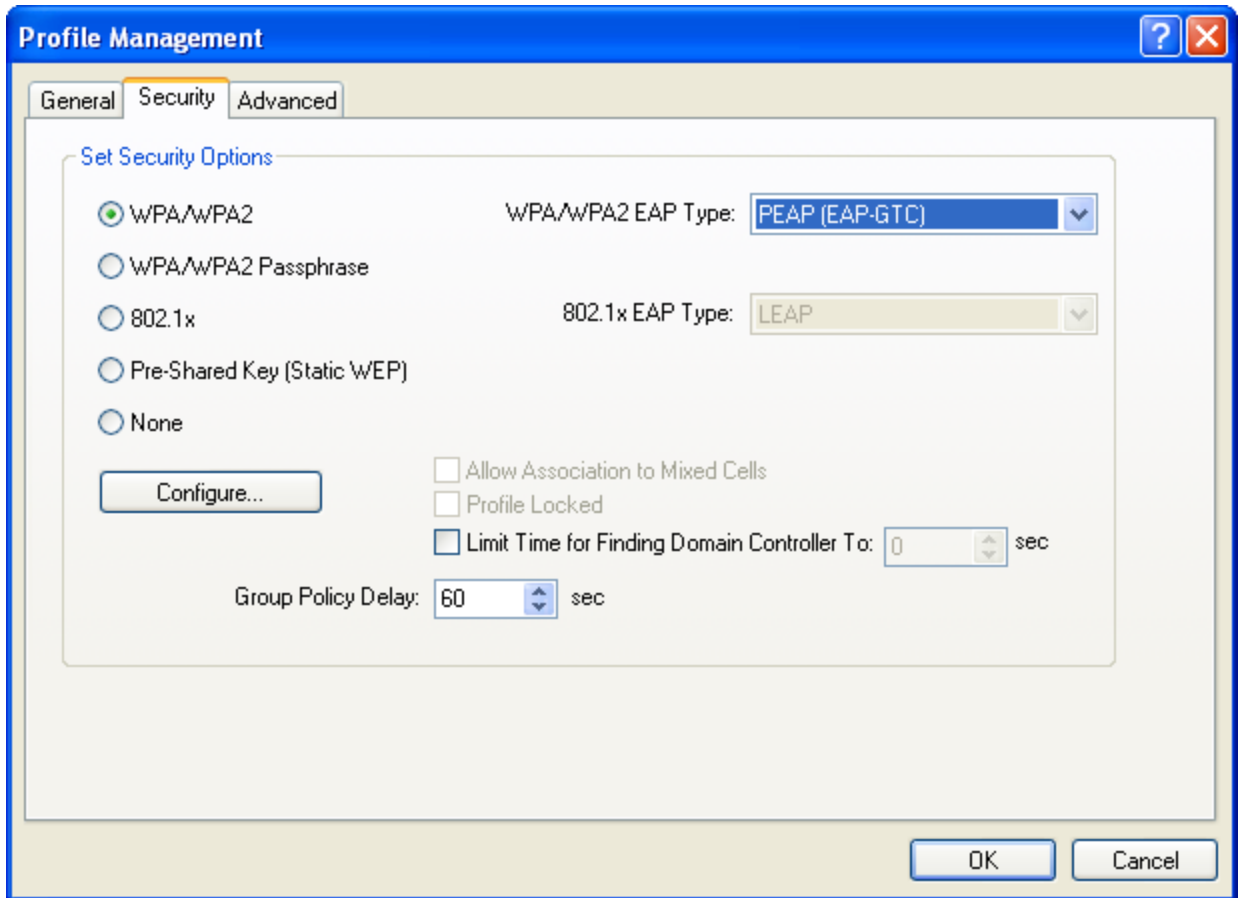 Profile Management
General Security Advanced
Set Security Options
WPA/WPA2 WPA/WPA2 EAP Type: PEAP (EAP-GTC)
WPA/WPA2 Passphrase
802.1x 802.1x EAP Type: LEAP
Pre-Shared Key (Static WEP)
None
Allow Association to Mixed Cells
Configure...
Profile Locked
Limit Time for Finding Domain Controller To: 0 sec
Group Policy Delay: 60 sec
OK Cancel